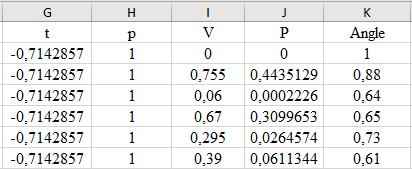 G H I J K
t p V P Angle
-0,7142857 1 0 0 1
-0,7142857 1 0,755 0,4435129 0,88
-0,7142857 1 0,06 0,0002226 0,64
-0,7142857 1 0,67 0,3099653 0,65
-0,7142857 1 0,295 0,0264574 0,73
-0,7142857 1 0,39 0,0611344 0,61